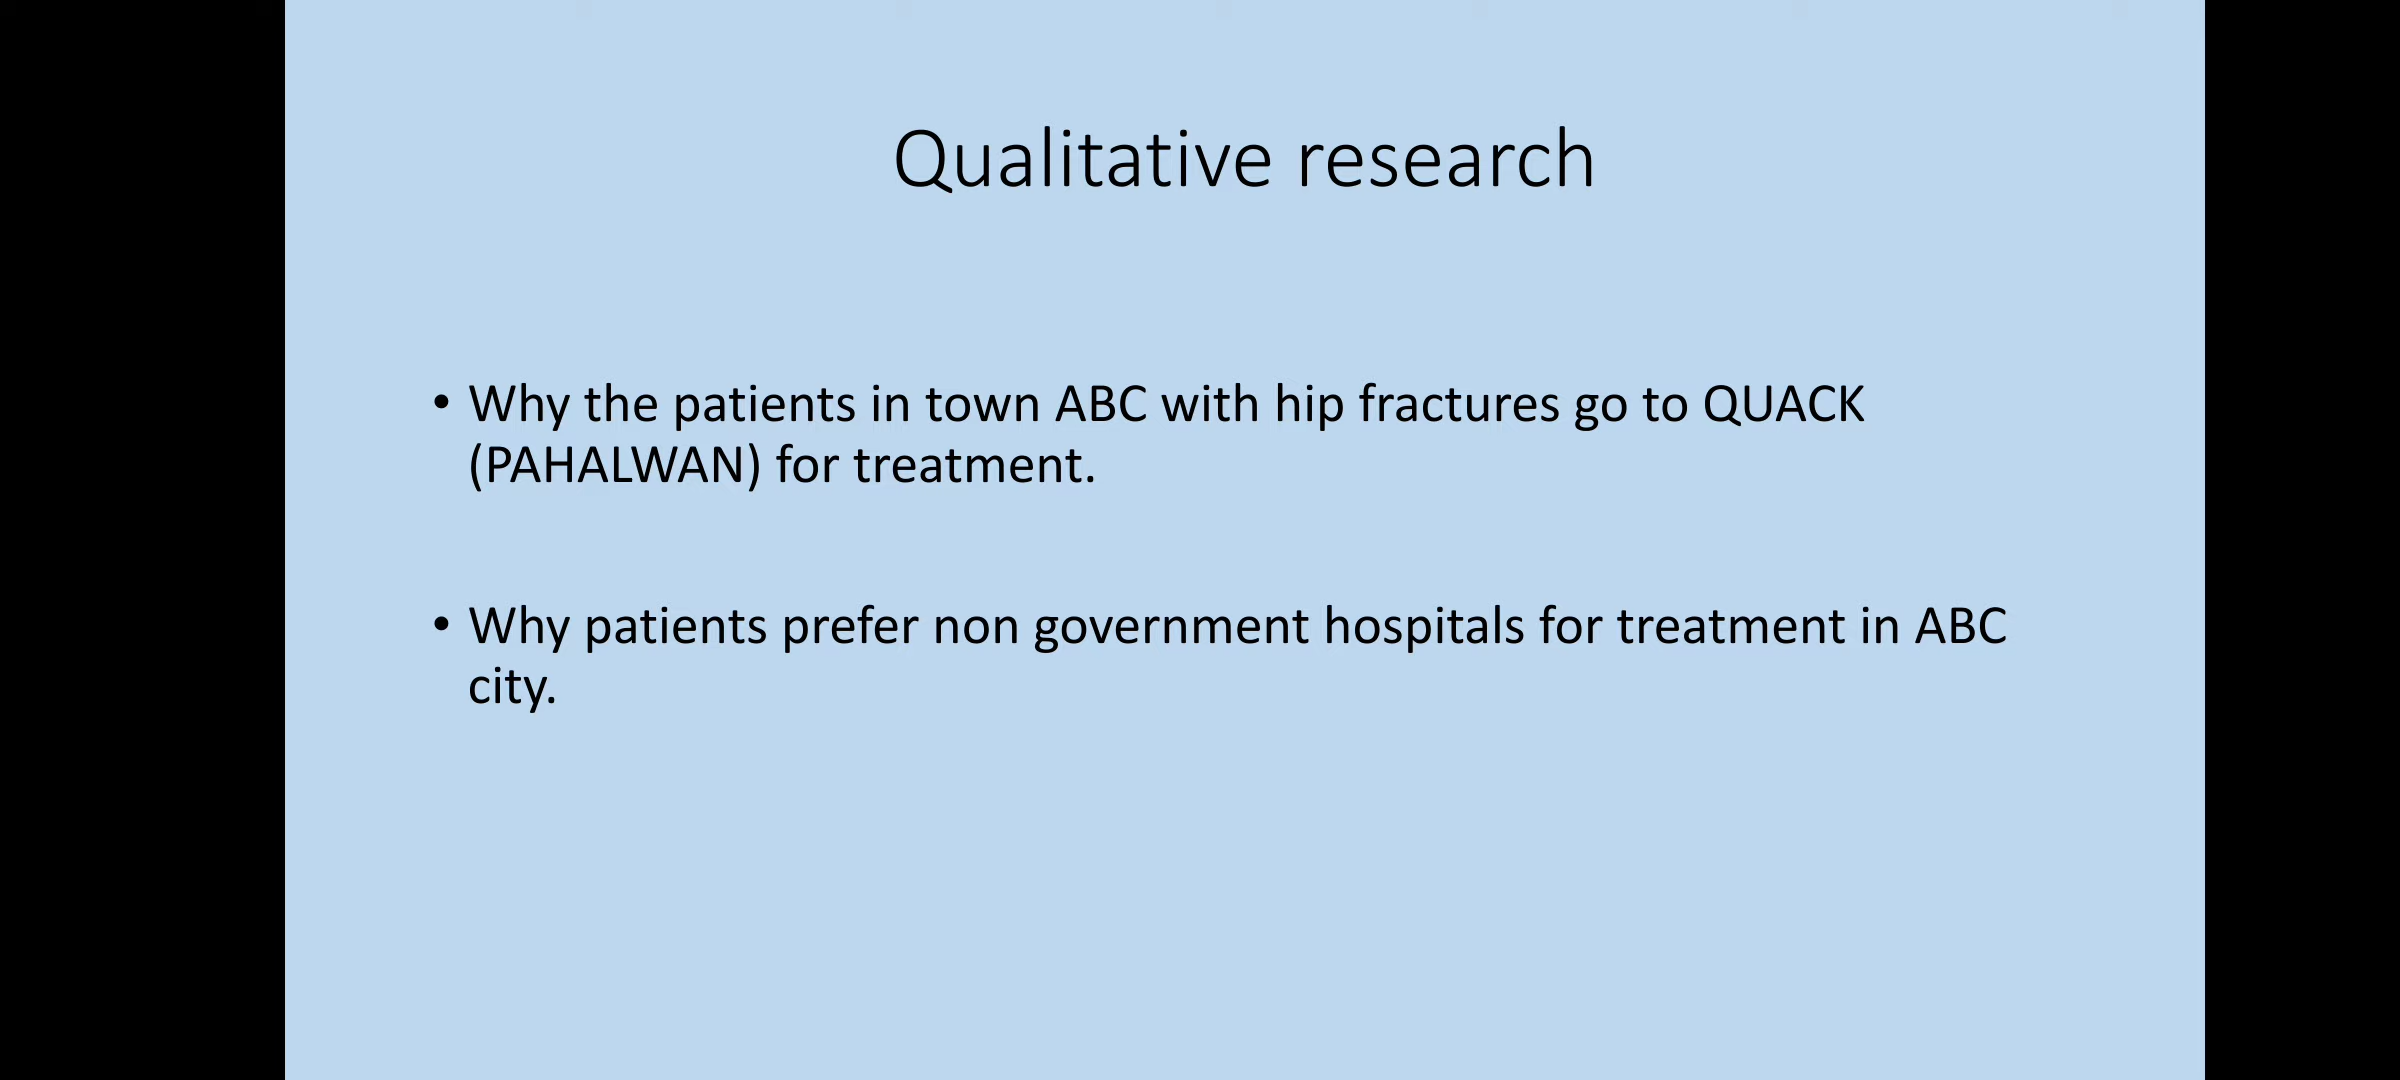 Qualitative research
• Why the patients in town ABC with hip fractures go to QUACK
(PAHALWAN) for treatment.
• Why patients prefer non government hospitals for treatment in ABC
city.